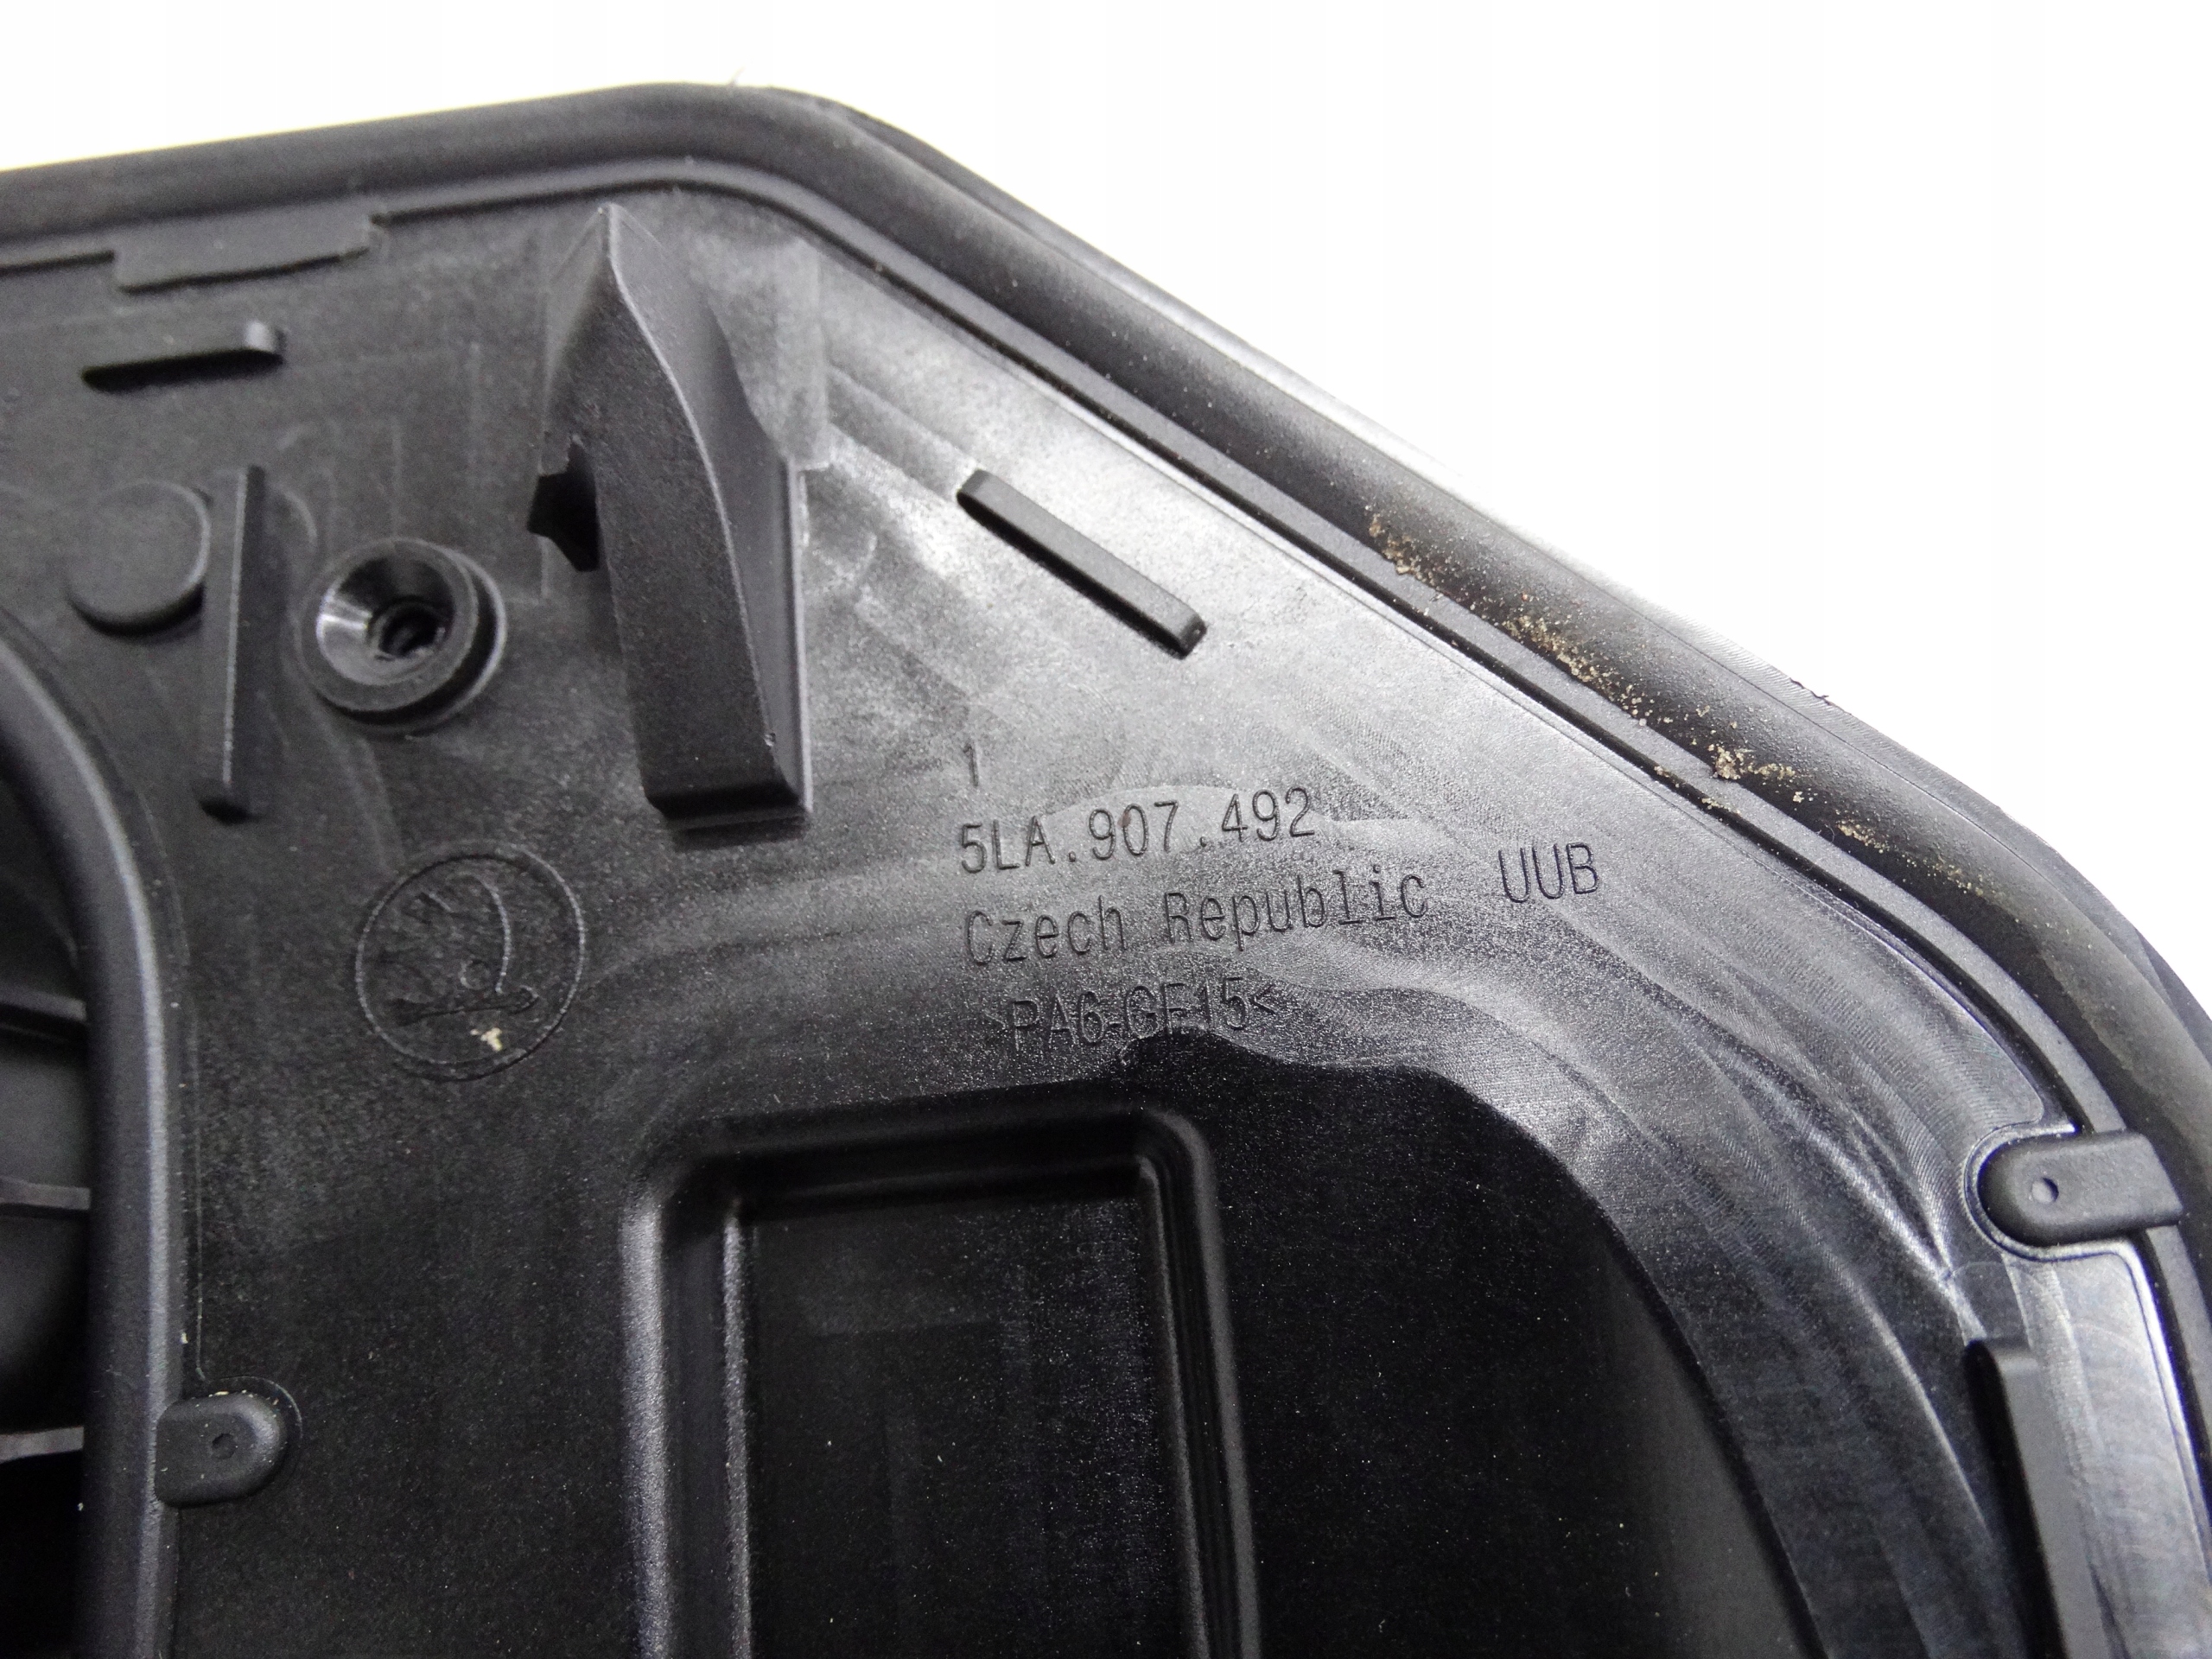 1
5LA.907.492
Czech Republic UUB
>PA6-GF15<